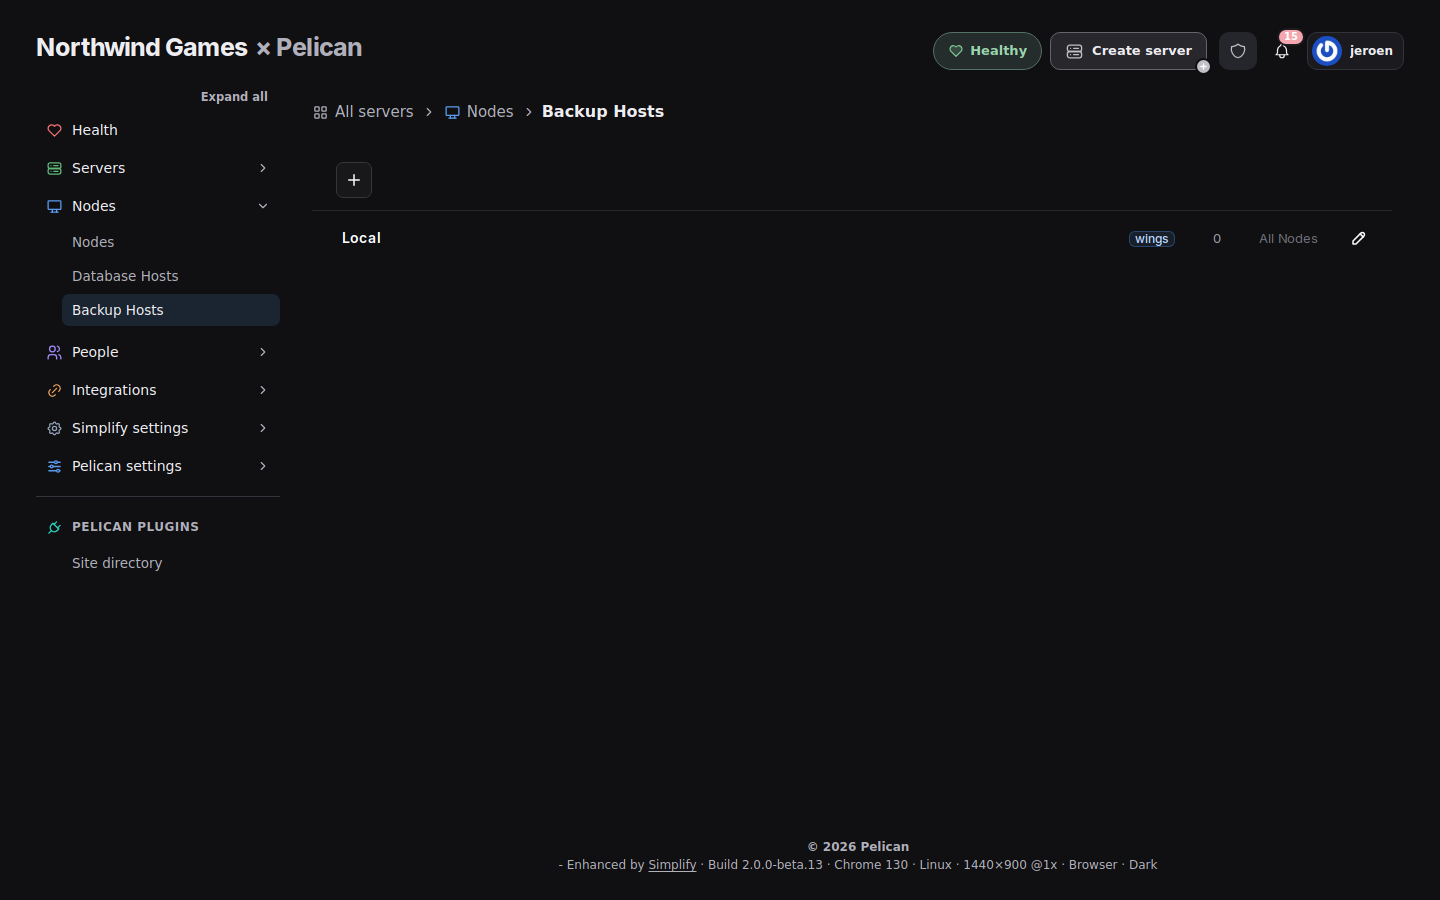 Northwind Games × Pelican
Healthy
Create server
15
jeroen
Expand all
Health
Servers
Nodes
Nodes
Database Hosts
Backup Hosts
People
Integrations
Simplify settings
Pelican settings
PELICAN PLUGINS
Site directory
All servers > Nodes > Backup Hosts
Local wings 0 All Nodes
© 2026 Pelican
- Enhanced by Simplify · Build 2.0.0-beta.13 · Chrome 130 · Linux · 1440×900 @1x · Browser · Dark